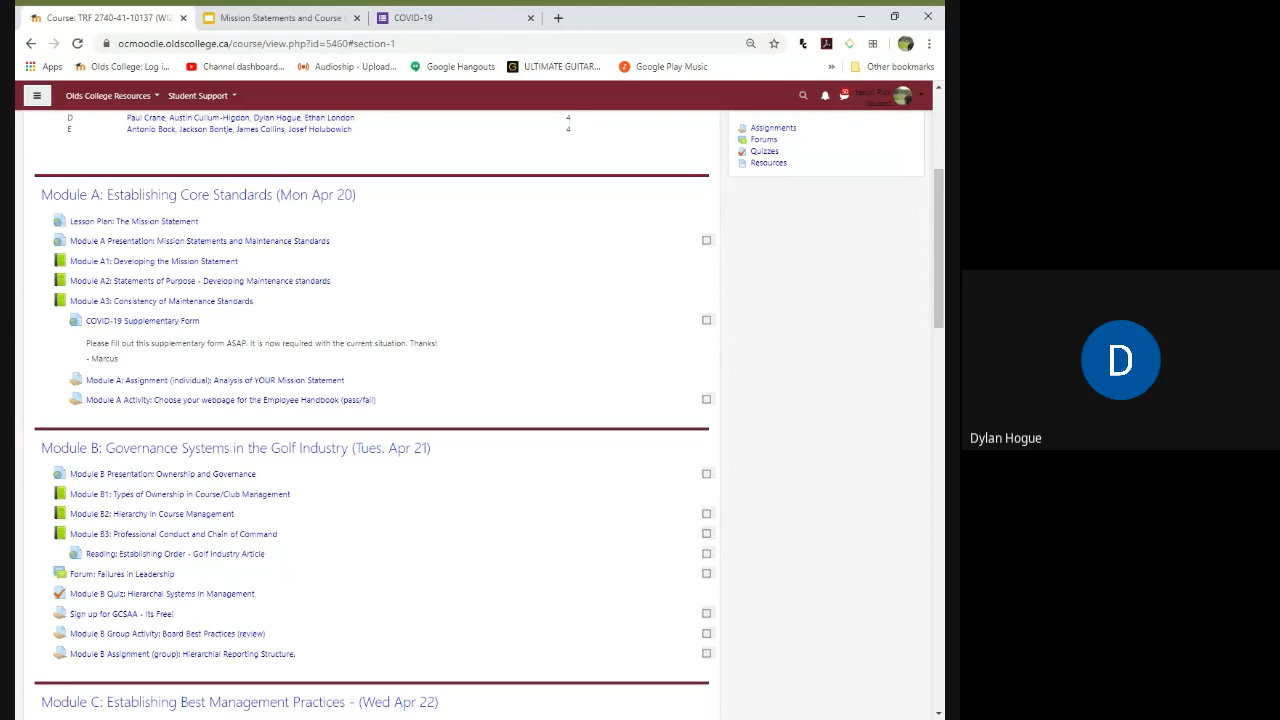 Course: TRF 2740-41-10137 (WI2
Mission Statements and Course
COVID-19
ocmoodle.oldscollege.ca/course/view.php?id=5460#section-1
Apps
Olds College: Log i...
Channel dashboard...
Audioship - Upload...
Google Hangouts
ULTIMATE GUITAR...
Google Play Music
»
Other bookmarks
Olds College Resources
Student Support
50
Student
D Paul Crane, Austin Cullum-Higdon, Dylan Hogue, Ethan London 4
E Antonio Bock, Jackson Bontje, James Collins, Josef Holubowich 4
Assignments
Forums
Quizzes
Resources
Module A: Establishing Core Standards (Mon Apr 20)
Lesson Plan: The Mission Statement
Module A Presentation: Mission Statements and Maintenance Standards
Module A1: Developing the Mission Statement
Module A2: Statements of Purpose - Developing Maintenance standards
Module A3: Consistency of Maintenance Standards
COVID-19 Supplementary Form
Please fill out this supplementary form ASAP. It is now required with the current situation. Thanks!
- Marcus
Module A: Assignment (individual): Analysis of YOUR Mission Statement
Module A Activity: Choose your webpage for the Employee Handbook (pass/fail)
Module B: Governance Systems in the Golf Industry (Tues. Apr 21)
Module B Presentation: Ownership and Governance
Module B1: Types of Ownership in Course/Club Management
Module B2: Hierarchy in Course Management
Module B3: Professional Conduct and Chain of Command
Reading: Establishing Order - Golf Industry Article
Forum: Failures in Leadership
Module B Quiz: Hierarchal Systems in Management
Sign up for GCSAA - Its Free!
Module B Group Activity: Board Best Practices (review)
Module B Assignment (group): Hierarchial Reporting Structure.
Module C: Establishing Best Management Practices - (Wed Apr 22)
D
Dylan Hogue